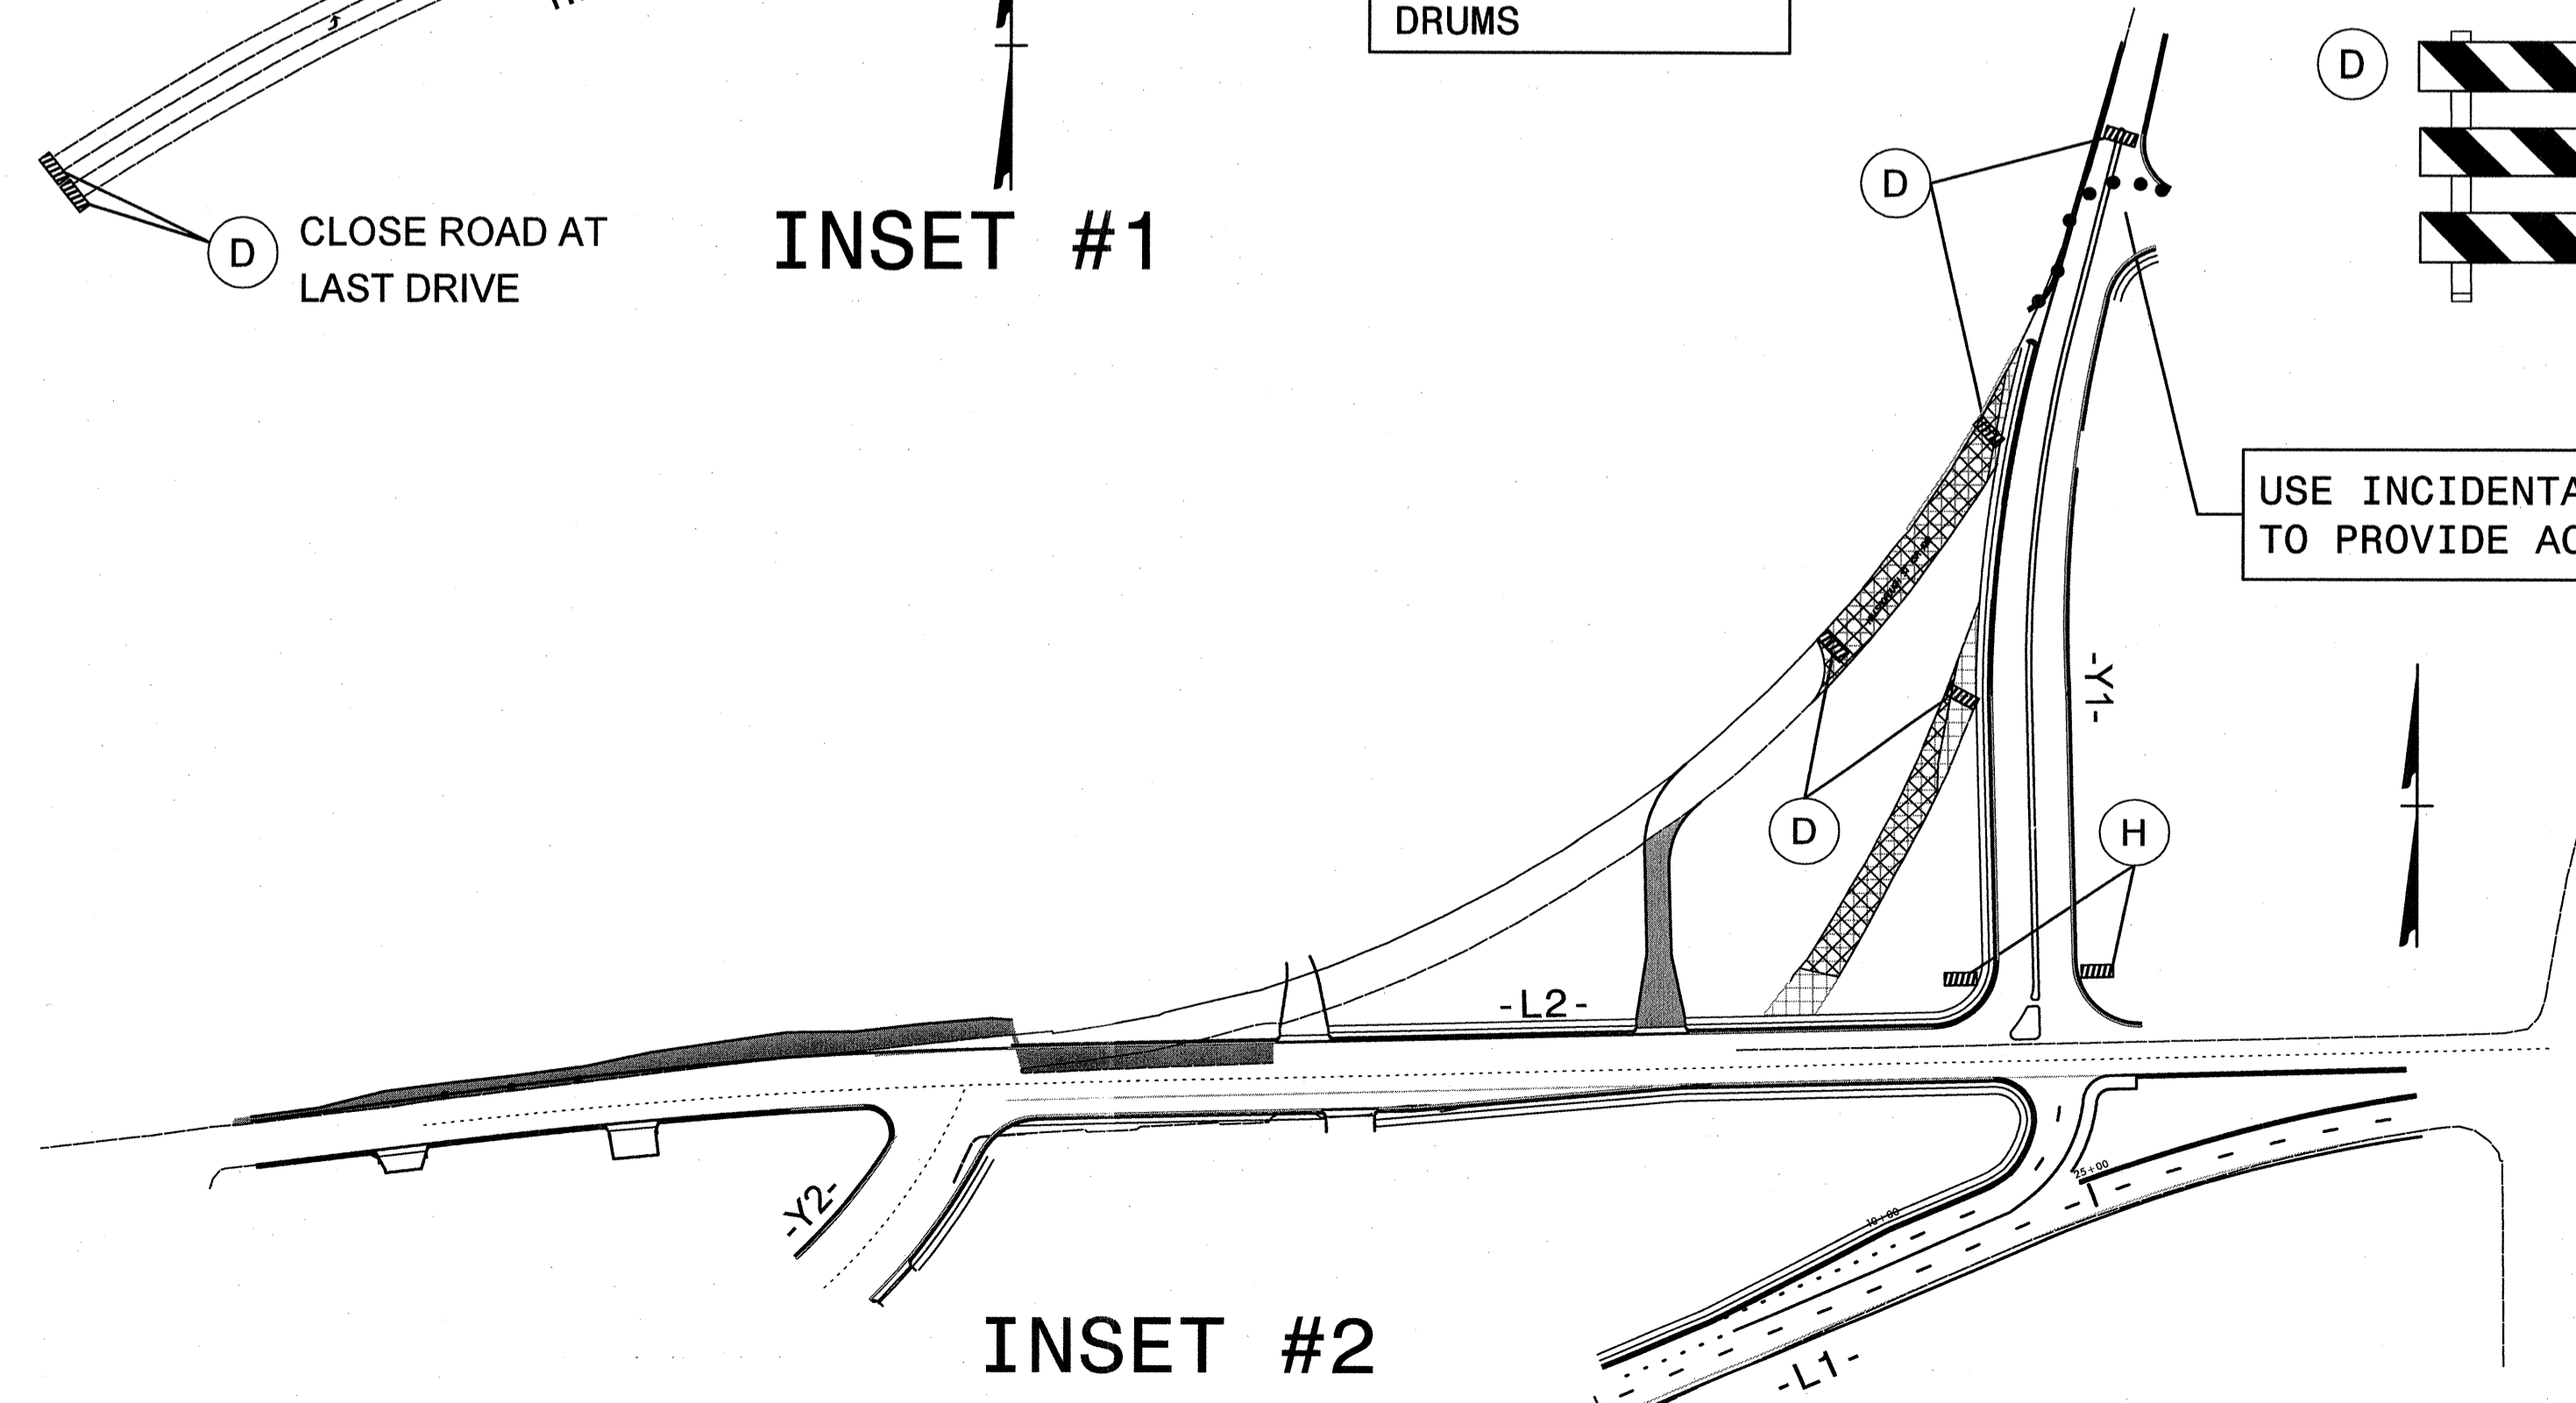 DRUMS
D
D
D
CLOSE ROAD AT
LAST DRIVE
INSET #1
USE INCIDENTA
TO PROVIDE AC
-Y1-
D
H
-L2-
-Y2-
25+00
10+00
INSET #2
-L1-